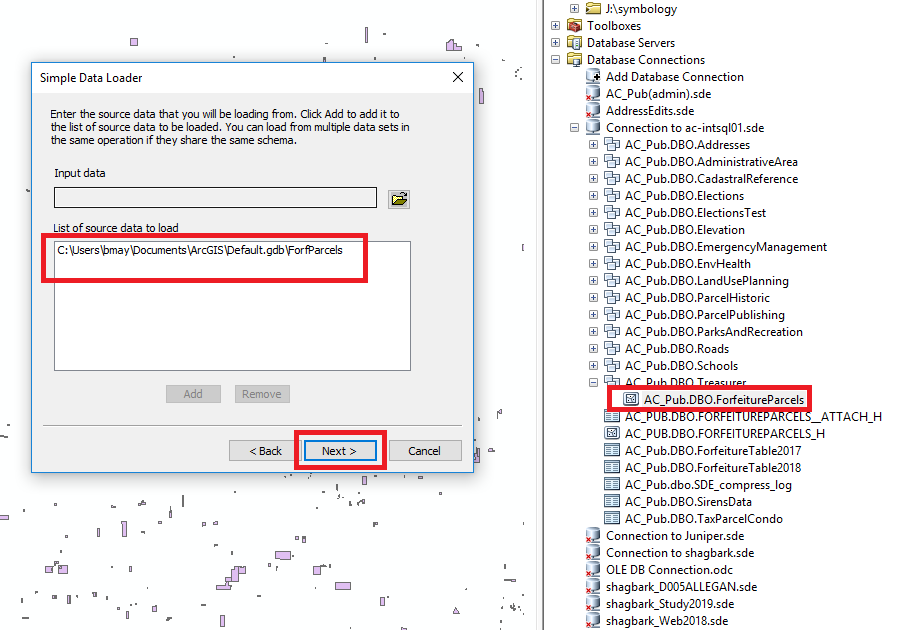 Simple Data Loader
Enter the source data that you will be loading from. Click Add to add it to
the list of source data to be loaded. You can load from multiple data sets in
the same operation if they share the same schema.
Input data
List of source data to load
C:\Users\bmay\Documents\ArcGIS\Default.gdb\ForfParcels
Add
Remove
< Back
Next >
Cancel
J:\symbology
Toolboxes
Database Servers
Database Connections
Add Database Connection
AC_Pub(admin).sde
AddressEdits.sde
Connection to ac-intsql01.sde
AC_Pub.DBO.Addresses
AC_Pub.DBO.AdministrativeArea
AC_Pub.DBO.CadastralReference
AC_Pub.DBO.Elections
AC_Pub.DBO.ElectionsTest
AC_Pub.DBO.Elevation
AC_Pub.DBO.EmergencyManagement
AC_Pub.DBO.EnvHealth
AC_Pub.DBO.LandUsePlanning
AC_Pub.DBO.ParcelHistoric
AC_Pub.DBO.ParcelPublishing
AC_Pub.DBO.ParksAndRecreation
AC_Pub.DBO.Roads
AC_Pub.DBO.Schools
AC_Pub.DBO.Treasurer
AC_Pub.DBO.ForfeitureParcels
AC_PUB.DBO.FORFEITUREPARCELS__ATTACH_H
AC_PUB.DBO.FORFEITUREPARCELS_H
AC_Pub.DBO.ForfeitureTable2017
AC_Pub.DBO.ForfeitureTable2018
AC_Pub.dbo.SDE_compress_log
AC_Pub.DBO.SirensData
AC_Pub.DBO.TaxParcelCondo
Connection to Juniper.sde
Connection to shagbark.sde
OLE DB Connection.odc
shagbark_D005ALLEGAN.sde
shagbark_Study2019.sde
shagbark_Web2018.sde